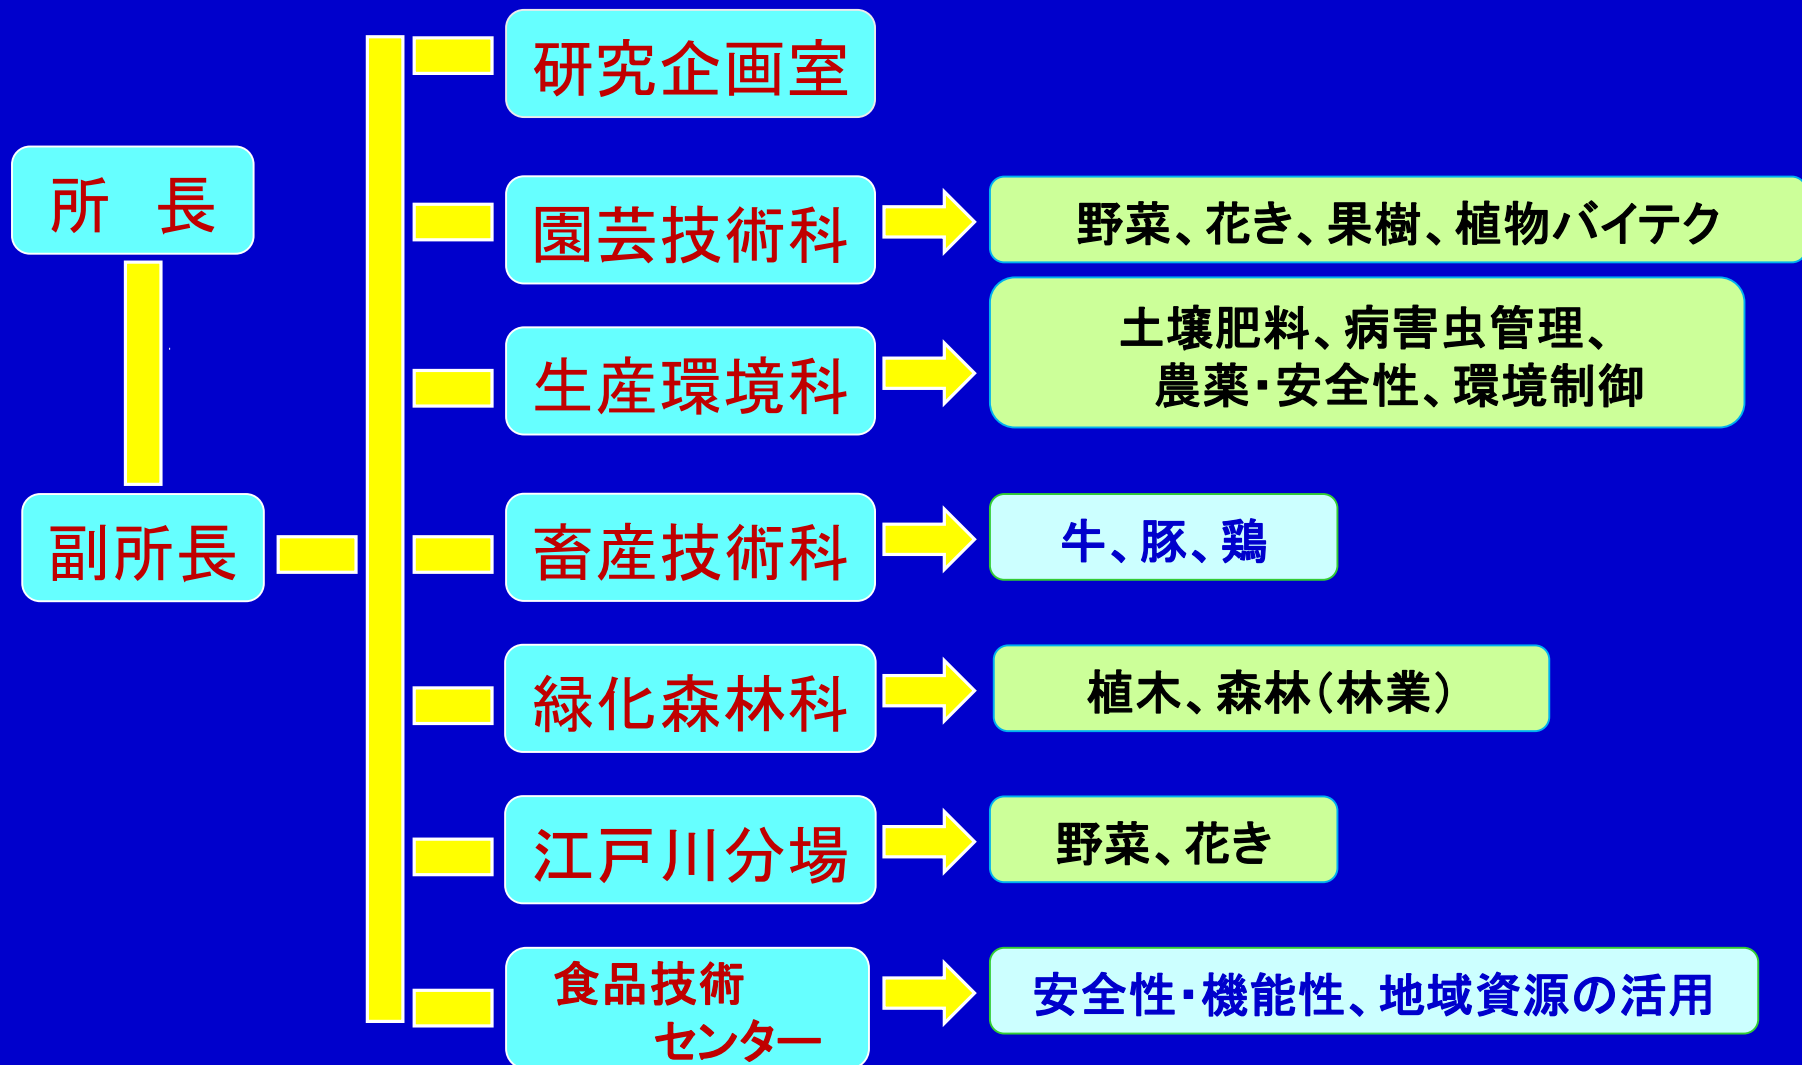 所　長
副所長
研究企画室
園芸技術科
野菜、花き、果樹、植物バイテク
生産環境科
土壌肥料、病害虫管理、
農薬・安全性、環境制御
畜産技術科
牛、豚、鶏
緑化森林科
植木、森林（林業）
江戸川分場
野菜、花き
食品技術
センター
安全性・機能性、地域資源の活用